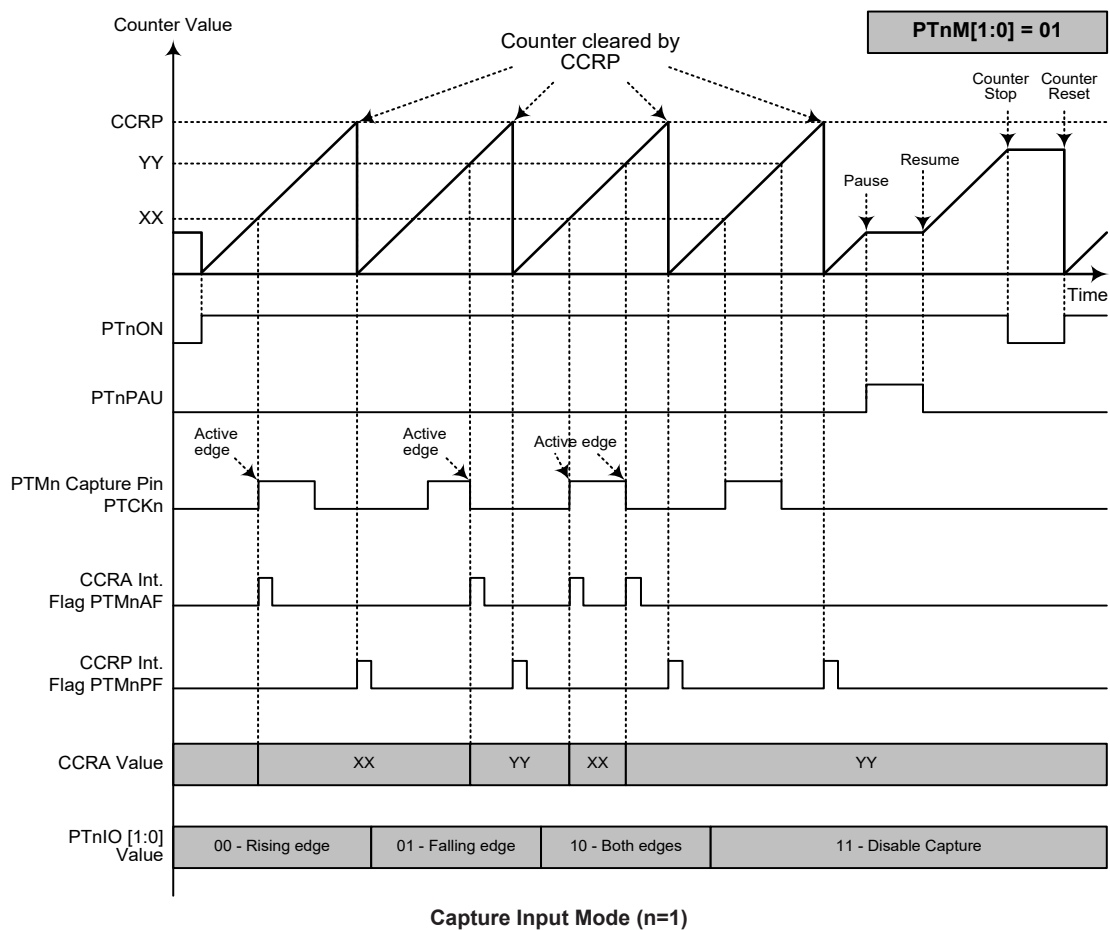 Counter Value
PTnM[1:0] = 01
Counter cleared by
CCRP
Counter
Stop
Counter
Reset
CCRP
YY
XX
Pause
Resume
Time
PTnON
PTnPAU
Active
edge
Active
edge
Active edge
PTMn Capture Pin
PTCKn
CCRA Int.
Flag PTMnAF
CCRP Int.
Flag PTMnPF
CCRA Value
XX
YY
XX
YY
PTnIO [1:0]
Value
00 - Rising edge
01 - Falling edge
10 - Both edges
11 - Disable Capture
Capture Input Mode (n=1)